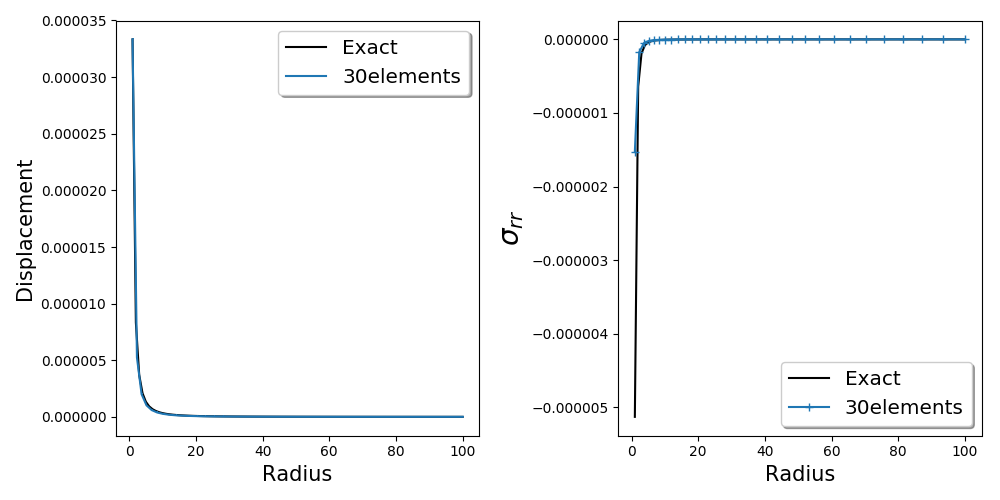 0.000035
0.000030
0.000025
0.000020
0.000015
0.000010
0.000005
0.000000
Displacement
0 20 40 60 80 100
Radius
Exact
30elements
0.000000
−0.000001
−0.000002
−0.000003
−0.000004
−0.000005
σrr
0 20 40 60 80 100
Radius
Exact
30elements